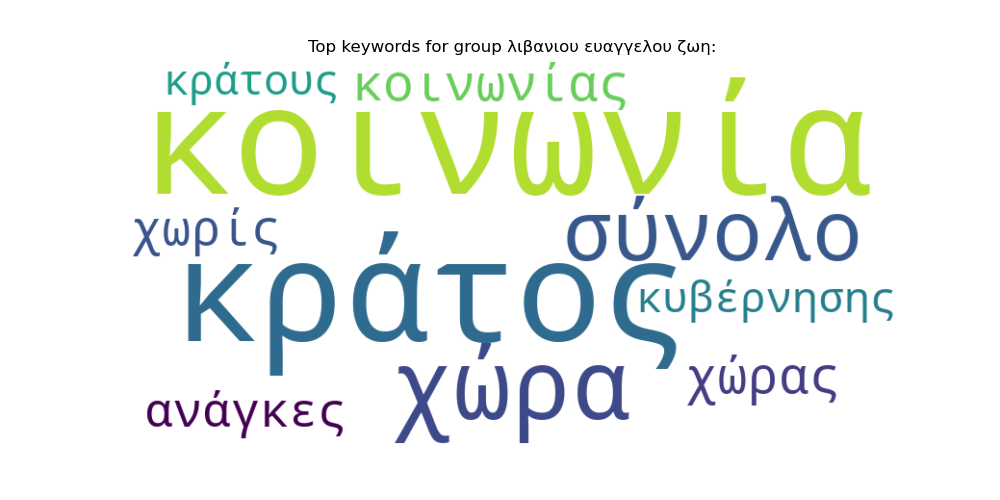 Top keywords for group λιβανιου ευαγγελου ζωη:
κράτους κοινωνίας
κοινωνία
χωρίς σύνολο
κράτος κυβέρνησης
χώρα χώρας
ανάγκες